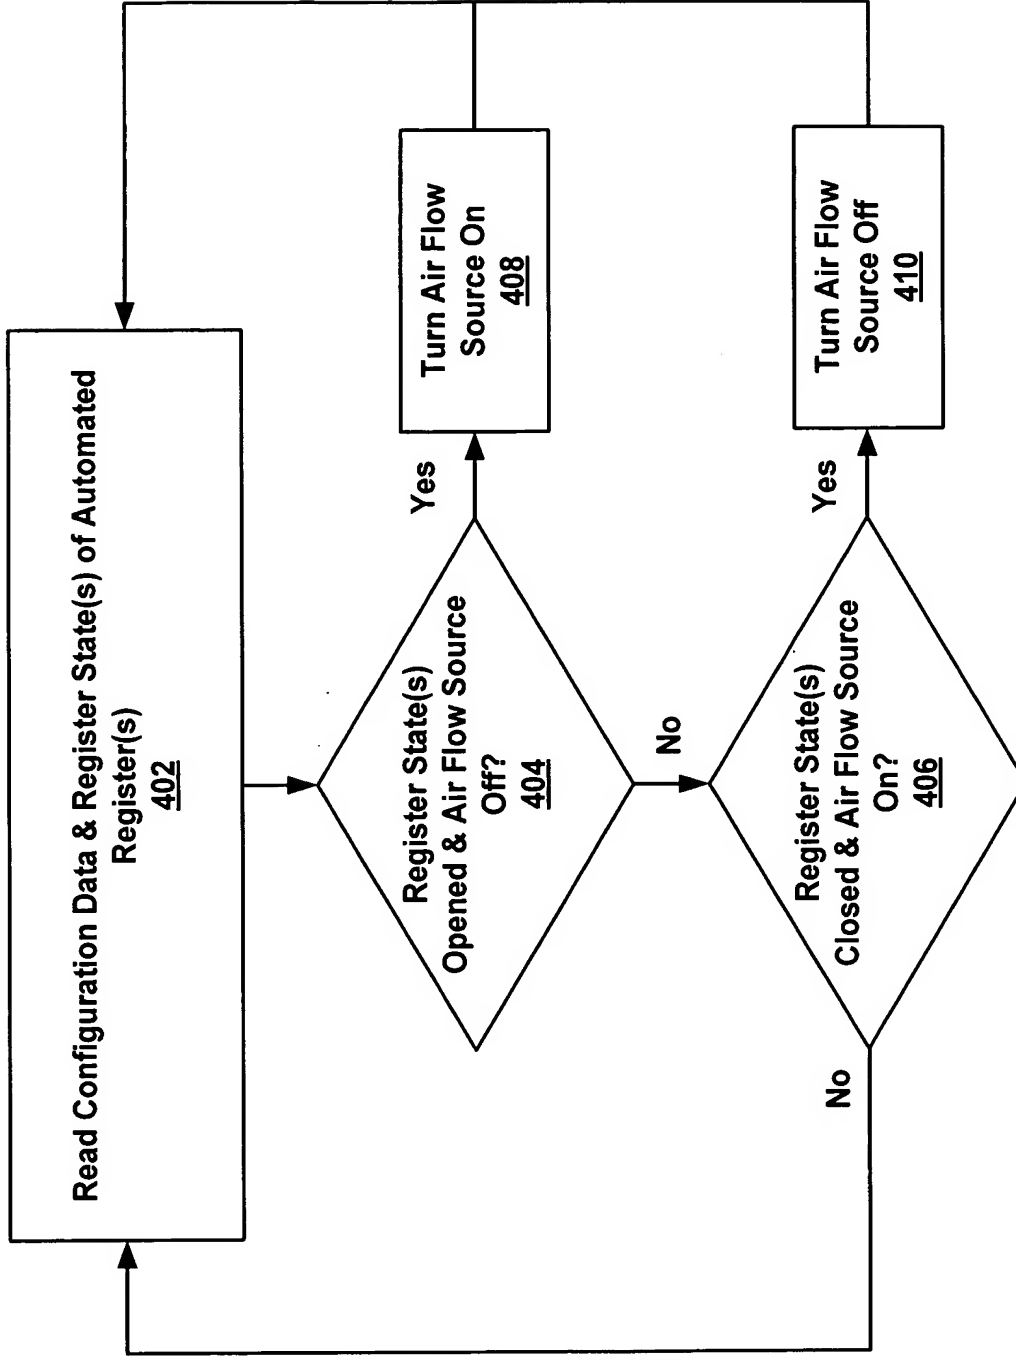 Read Configuration Data & Register State(s) of Automated
Register(s)
402
Register State(s)
Opened & Air Flow Source
Off?
404
Yes
Turn Air Flow
Source On
408
No
Register State(s)
Closed & Air Flow Source
On?
406
Yes
Turn Air Flow
Source Off
410
No